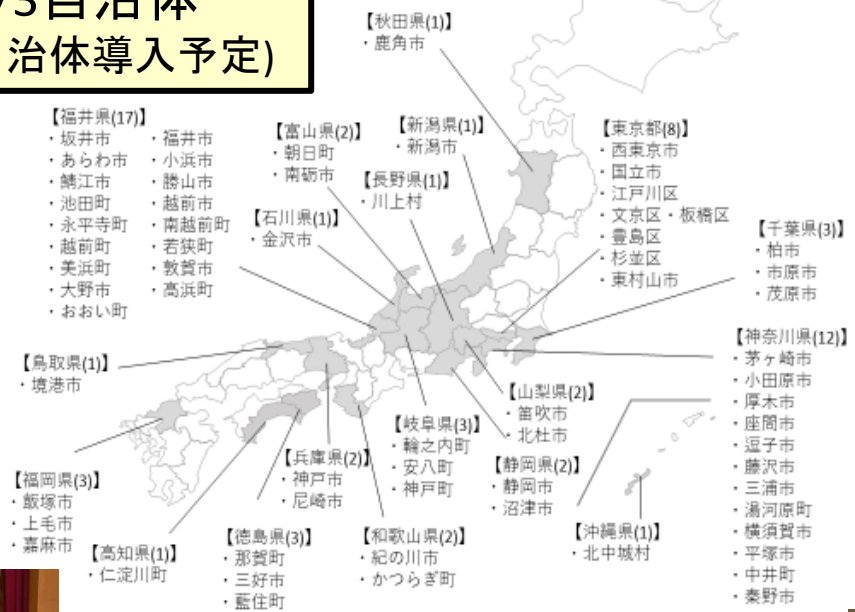 自治体
治体導入予定)
【秋田県(1)】
・鹿角市
【福井県(17)】
・坂井市 ・福井市
・あらわ市 ・小浜市
・鯖江市 ・勝山市
・池田町 ・越前市
・永平寺町 ・南越前町
・越前町 ・若狭町
・美浜町 ・敦賀市
・大野市 ・高浜町
・おおい町
【富山県(2)】
・朝日町
・南砺市
【新潟県(1)】
・新潟市
【長野県(1)】
・川上村
【石川県(1)】
・金沢市
【東京都(8)】
・西東京市
・国立市
・江戸川区
・文京区・板橋区
・豊島区
・杉並区
・東村山市
【千葉県(3)】
・柏市
・市原市
・茂原市
【神奈川県(12)】
・茅ヶ崎市
・小田原市
・厚木市
・座間市
・逗子市
・藤沢市
・三浦市
・湯河原町
・横須賀市
・平塚市
・中井町
・秦野市
【鳥取県(1)】
・境港市
【山梨県(2)】
・笛吹市
・北杜市
【岐阜県(3)】
・輪之内町
・安八町
・神戸町
【静岡県(2)】
・静岡市
・沼津市
【兵庫県(2)】
・神戸市
・尼崎市
【福岡県(3)】
・飯塚市
・上毛市
・嘉麻市
【高知県(1)】
・仁淀川町
【徳島県(3)】
・那賀町
・三好市
・藍住町
【和歌山県(2)】
・紀の川市
・かつらぎ町
【沖縄県(1)】
・北中城村